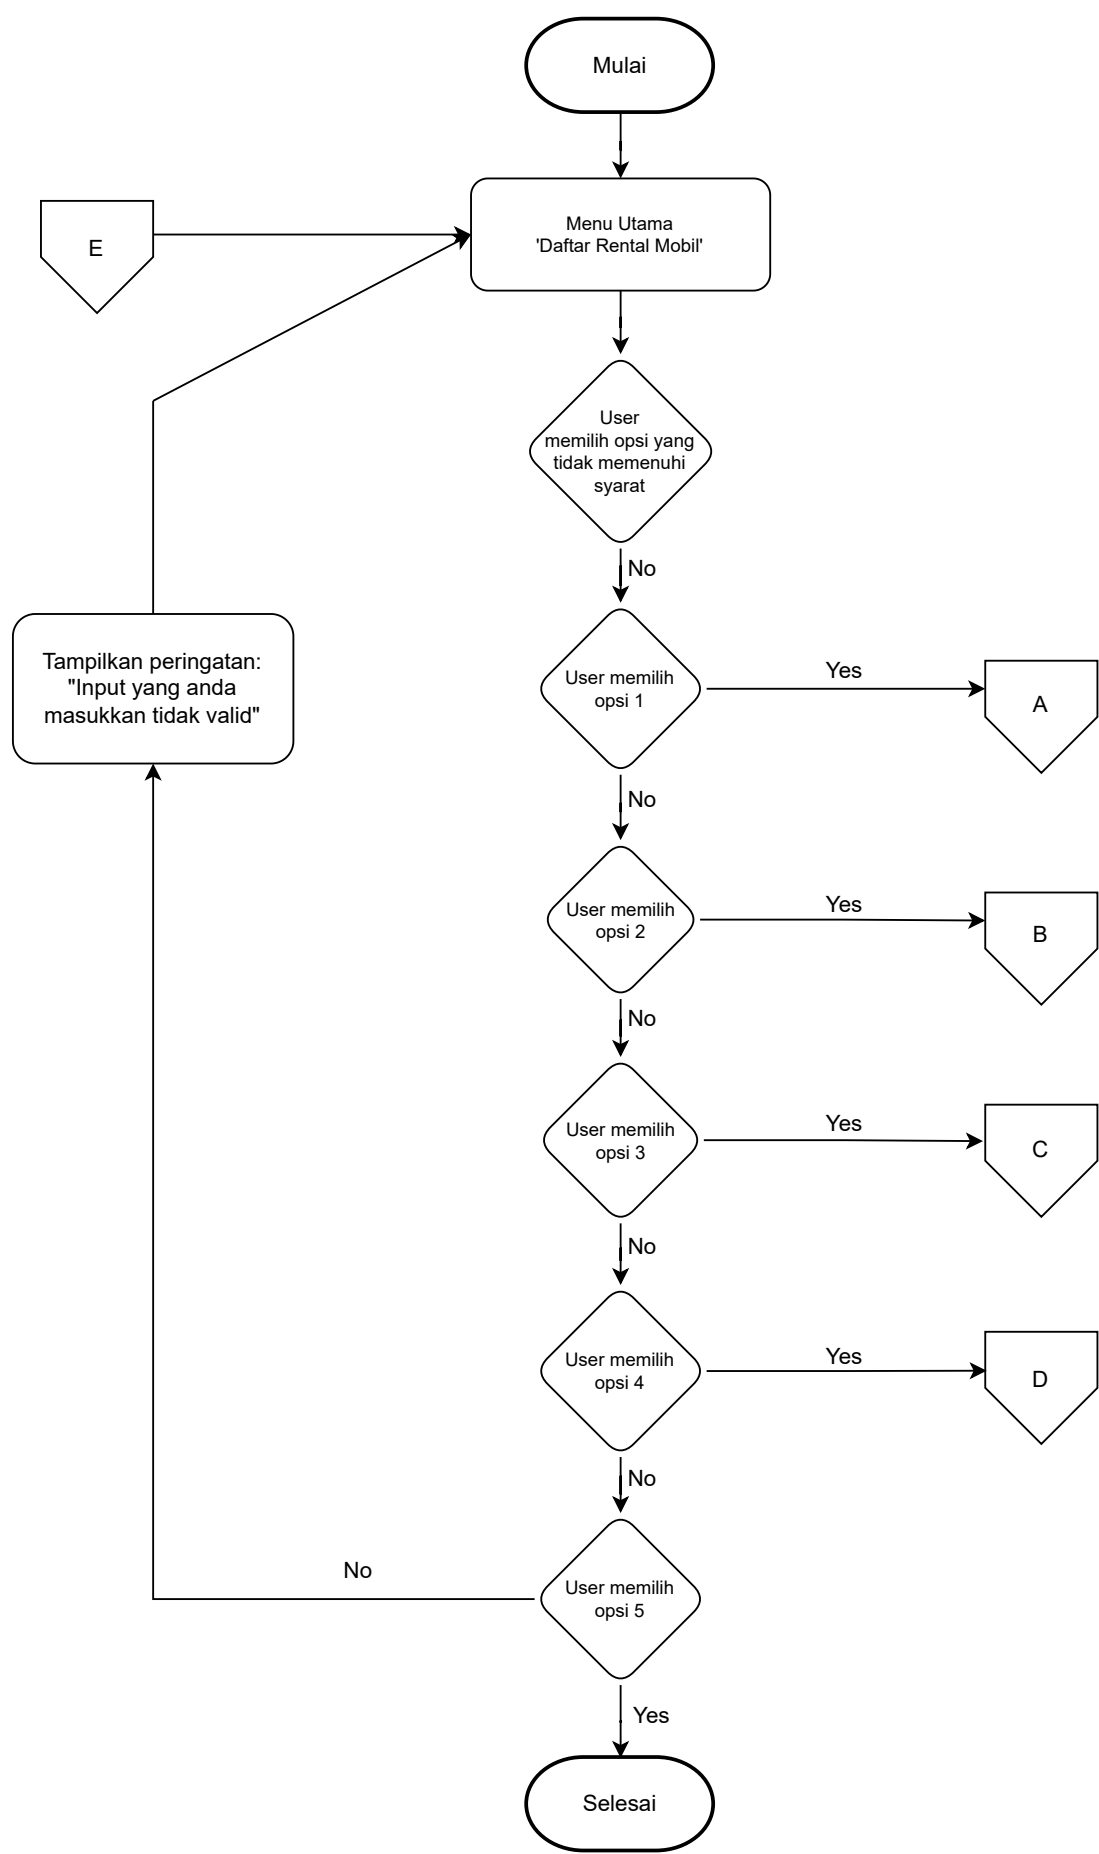 Mulai
Menu Utama
'Daftar Rental Mobil'
E
User
memilih opsi yang
tidak memenuhi
syarat
No
Tampilkan peringatan:
"Input yang anda
masukkan tidak valid"
User memilih
opsi 1
Yes
A
No
User memilih
opsi 2
Yes
B
No
User memilih
opsi 3
Yes
C
No
User memilih
opsi 4
Yes
D
No
User memilih
opsi 5
No
Yes
Selesai